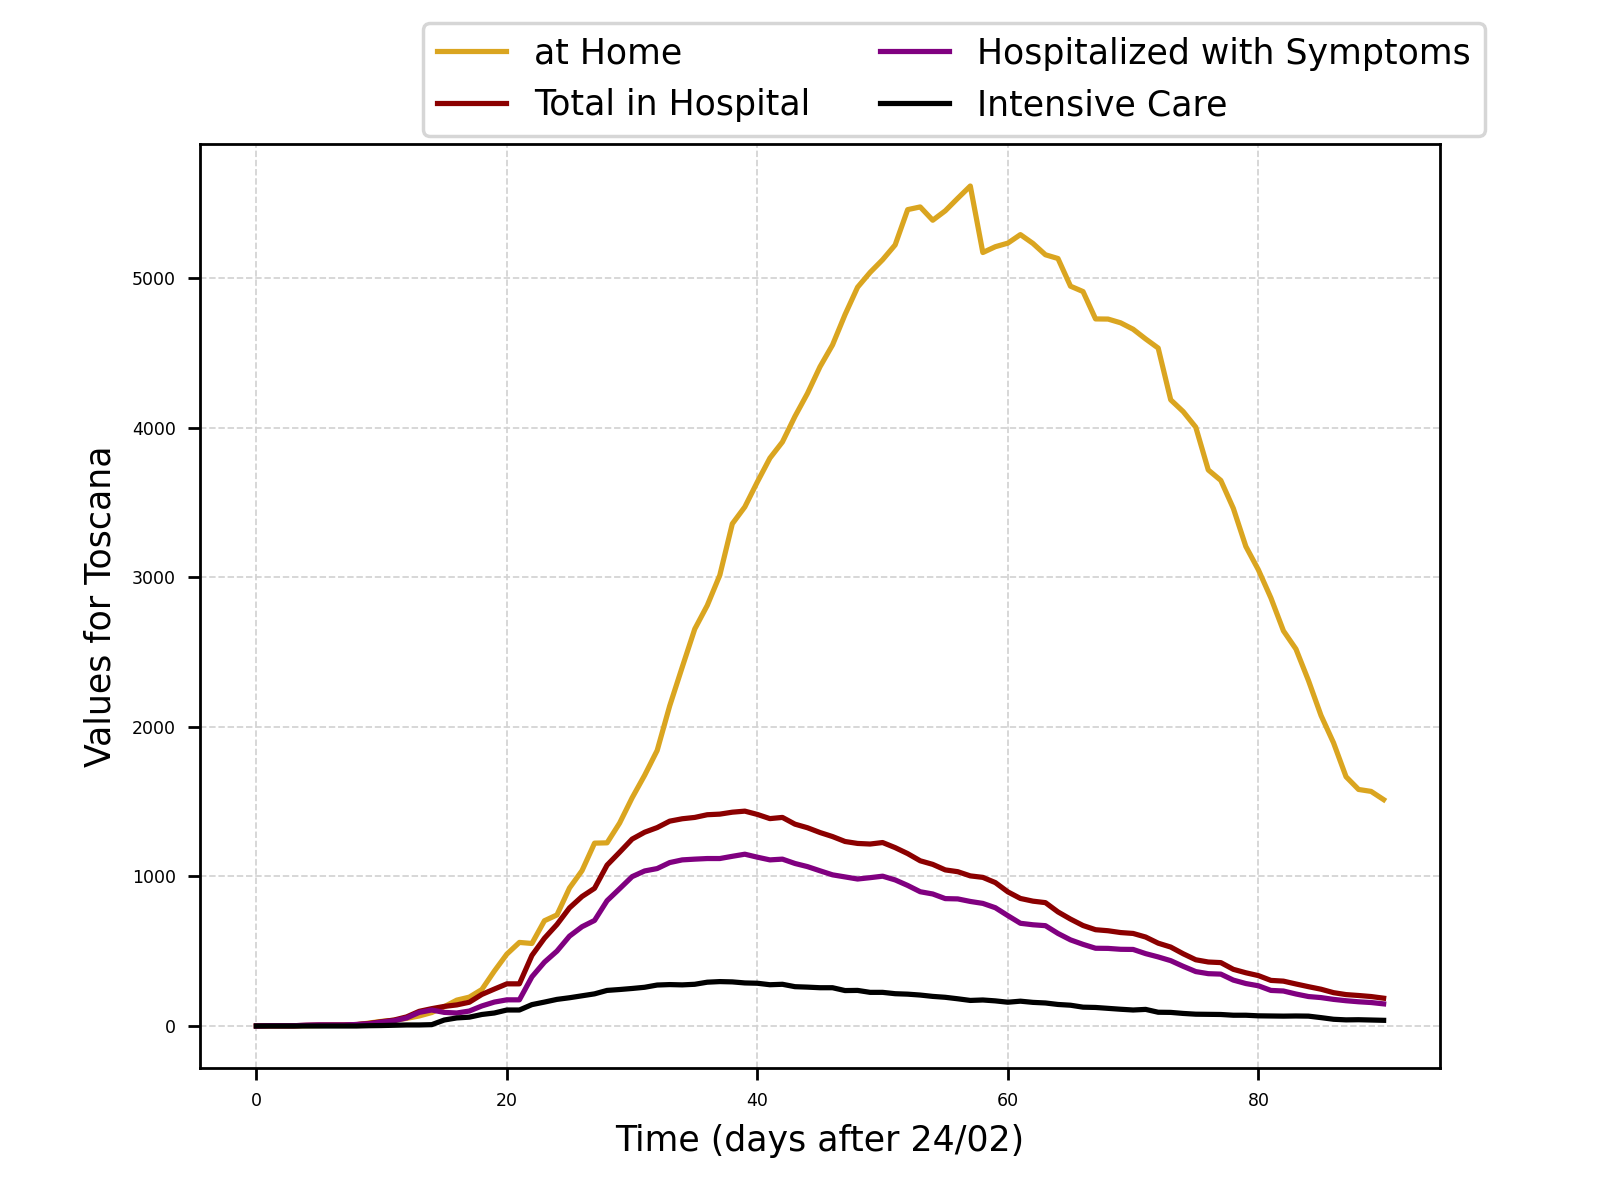 at Home
Total in Hospital
Hospitalized with Symptoms
Intensive Care
Values for Toscana
5000
4000
3000
2000
1000
0
0 20 40 60 80
Time (days after 24/02)